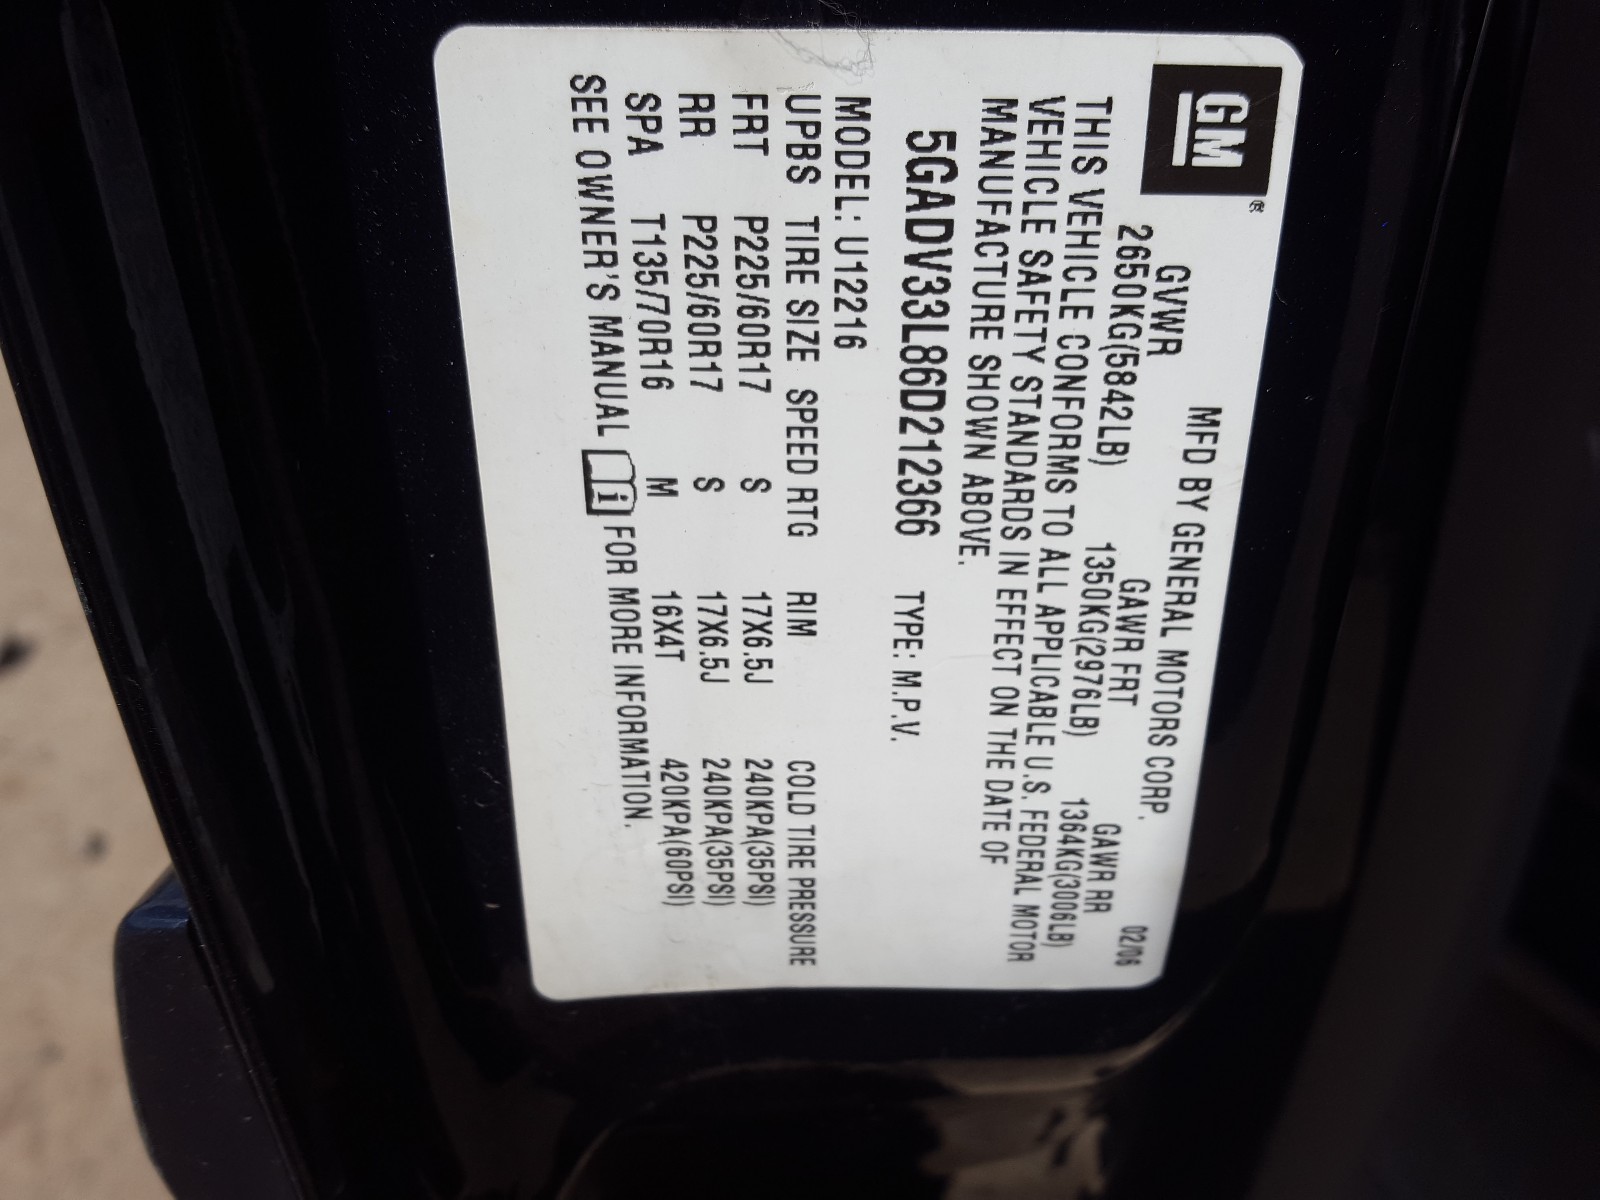 GM®
MFD BY GENERAL MOTORS CORP. 02/06
GVWR GAWR FRT GAWR RR
2650KG(5842LB) 1350KG(2976LB) 1364KG(3006LB)
THIS VEHICLE CONFORMS TO ALL APPLICABLE U.S. FEDERAL MOTOR
VEHICLE SAFETY STANDARDS IN EFFECT ON THE DATE OF
MANUFACTURE SHOWN ABOVE.
5GADV33L86D212366 TYPE: M.P.V.
MODEL: U12216
UPBS TIRE SIZE SPEED RTG RIM COLD TIRE PRESSURE
FRT P225/60R17 S 17X6.5J 240KPA(35PSI)
RR P225/60R17 S 17X6.5J 240KPA(35PSI)
SPA T135/70R16 M 16X4T 420KPA(60PSI)
SEE OWNER'S MANUAL i FOR MORE INFORMATION.